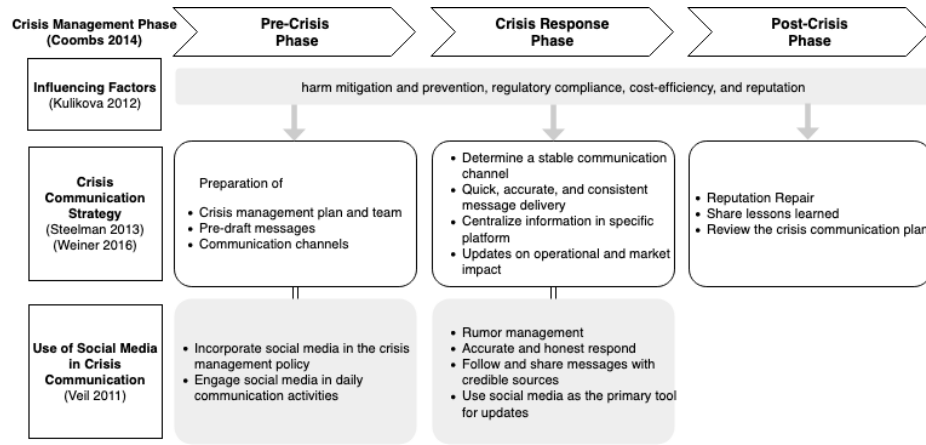 Crisis Management Phase
(Coombs 2014)
Pre-Crisis
Phase
Crisis Response
Phase
Post-Crisis
Phase
Influencing Factors
(Kulikova 2012)
harm mitigation and prevention, regulatory compliance, cost-efficiency, and reputation
Crisis
Communication
Strategy
(Steelman 2013)
(Weiner 2016)
Preparation of
• Crisis management plan and team
• Pre-draft messages
• Communication channels
• Determine a stable communication
channel
• Quick, accurate, and consistent
message delivery
• Centralize information in specific
platform
• Updates on operational and market
impact
• Reputation Repair
• Share lessons learned
• Review the crisis communication plan
Use of Social Media
in Crisis
Communication
(Veil 2011)
• Incorporate social media in the crisis
management policy
• Engage social media in daily
communication activities
• Rumor management
• Accurate and honest respond
• Follow and share messages with
credible sources
• Use social media as the primary tool
for updates